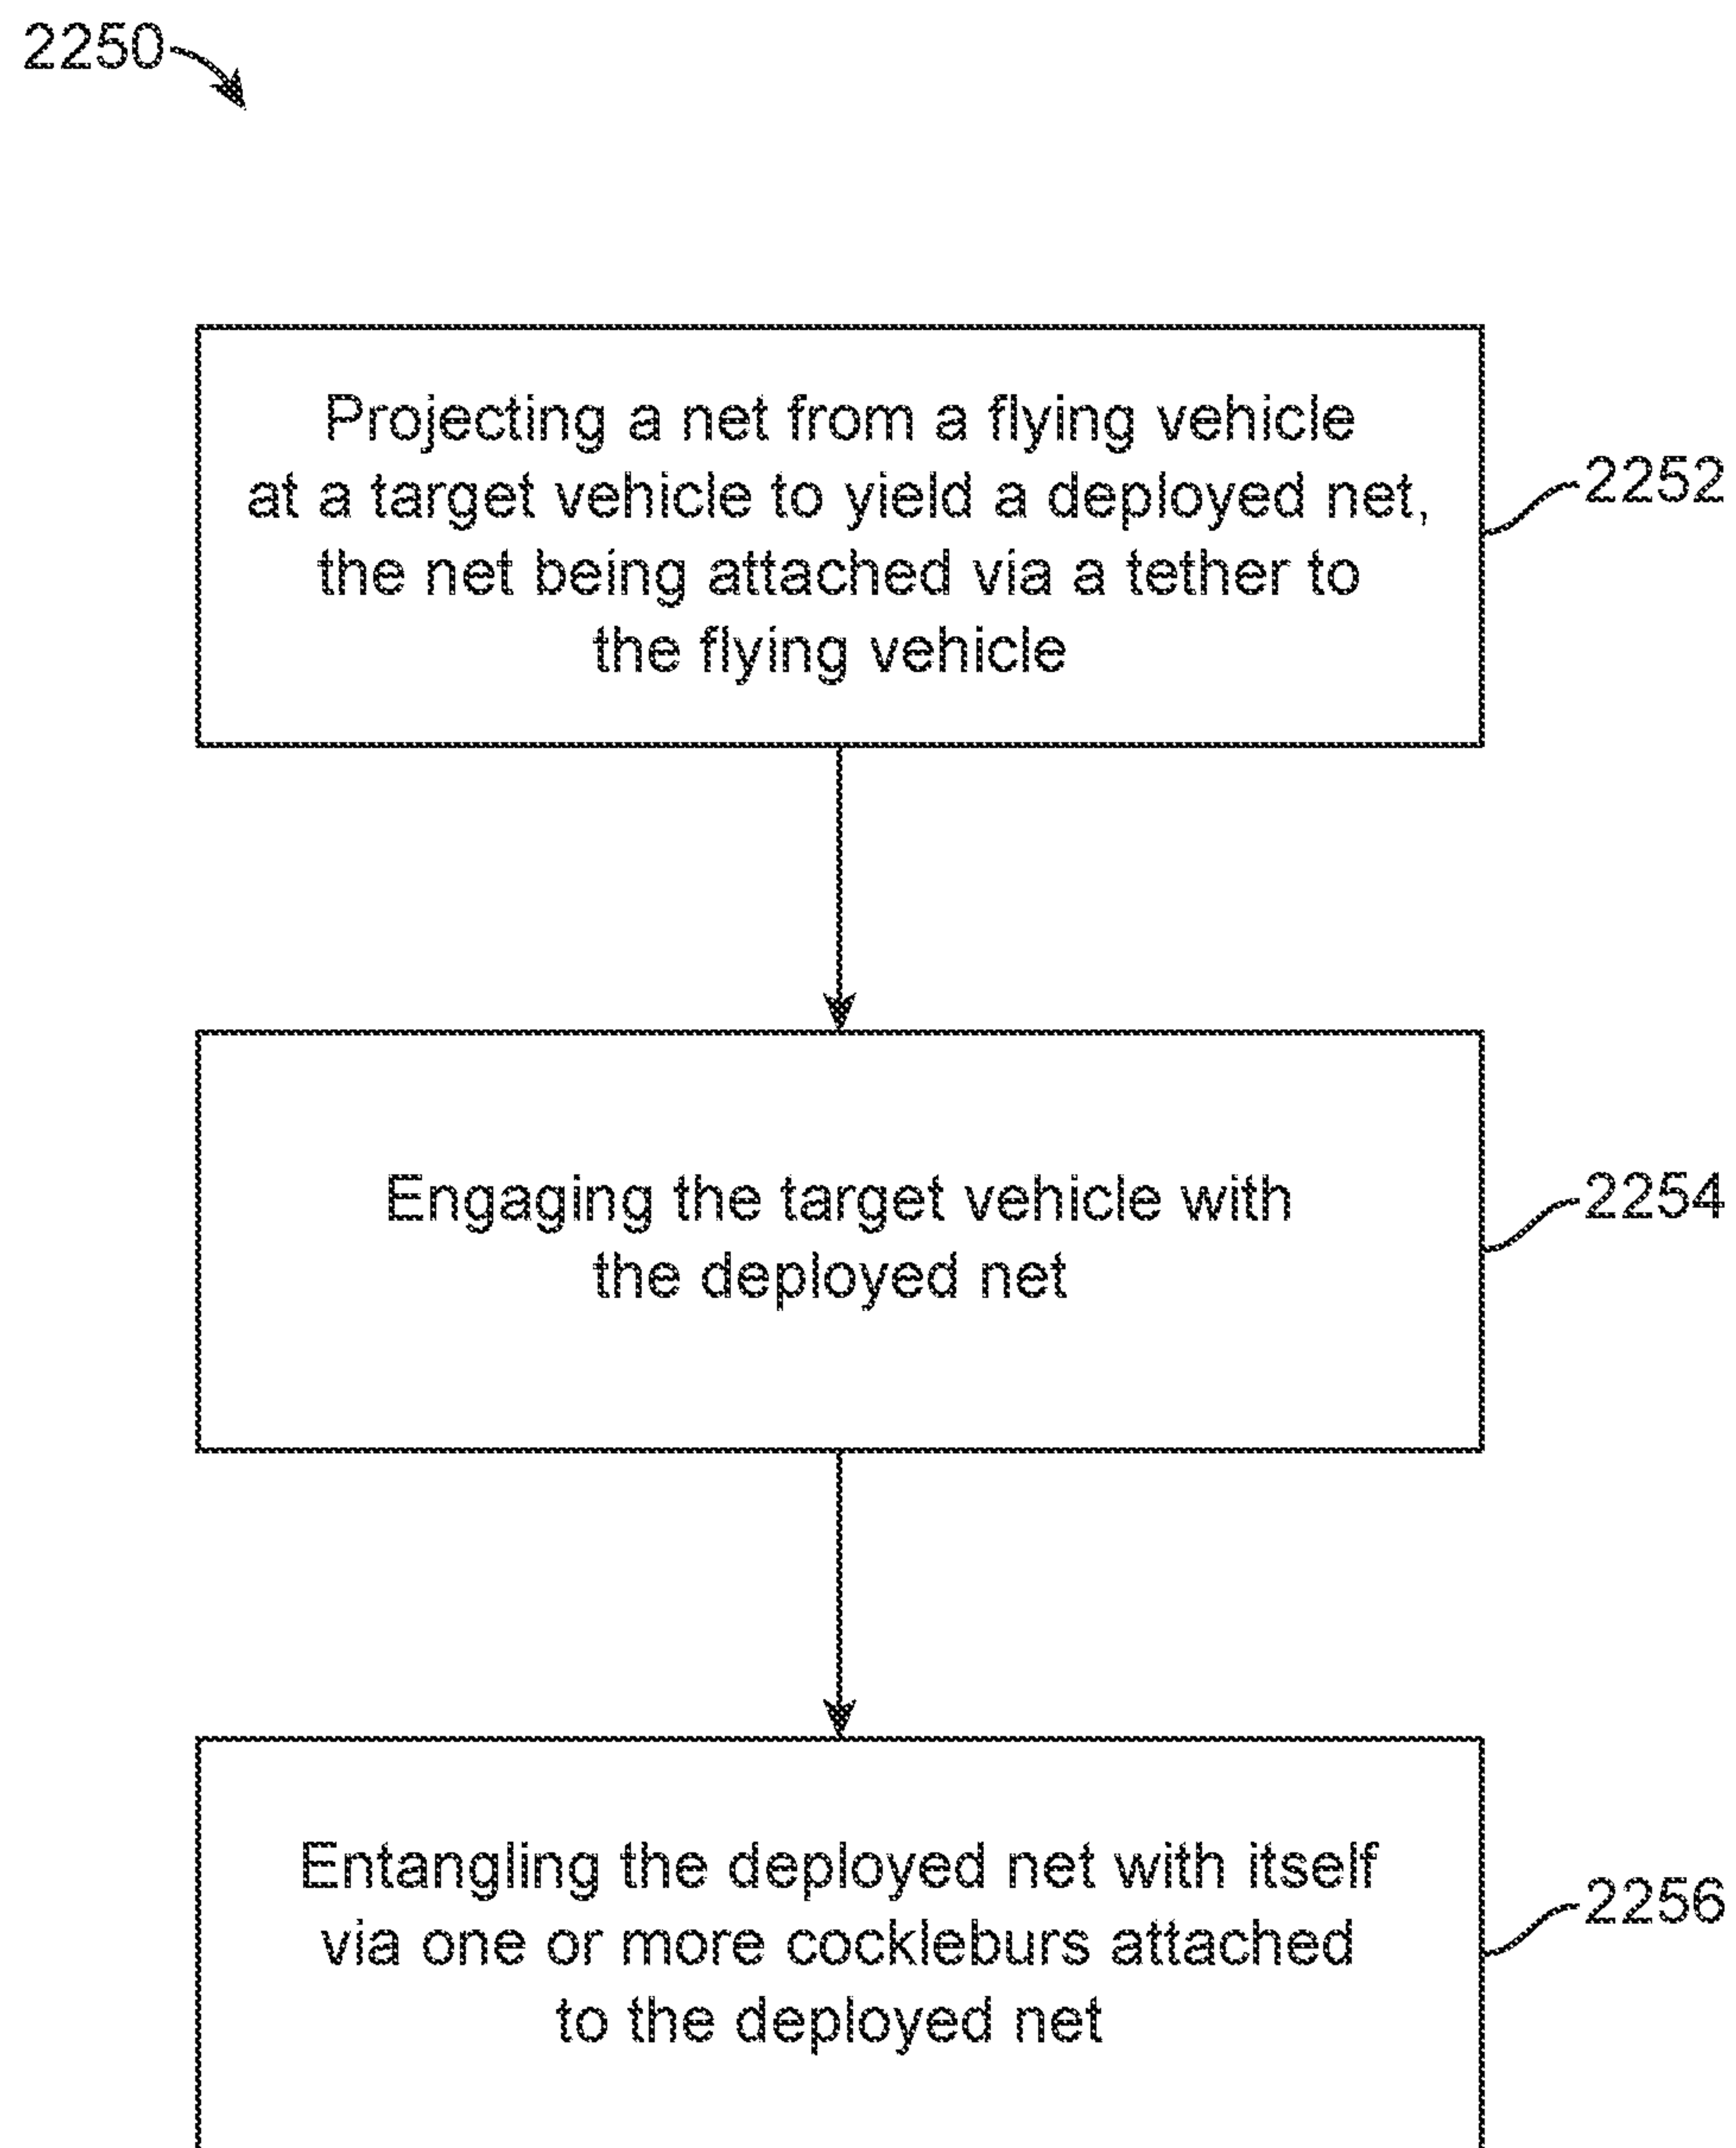 2250
Projecting a net from a flying vehicle
at a target vehicle to yield a deployed net,
the net being attached via a tether to
the flying vehicle
2252
Engaging the target vehicle with
the deployed net
2254
Entangling the deployed net with itself
via one or more cockleburs attached
to the deployed net
2256